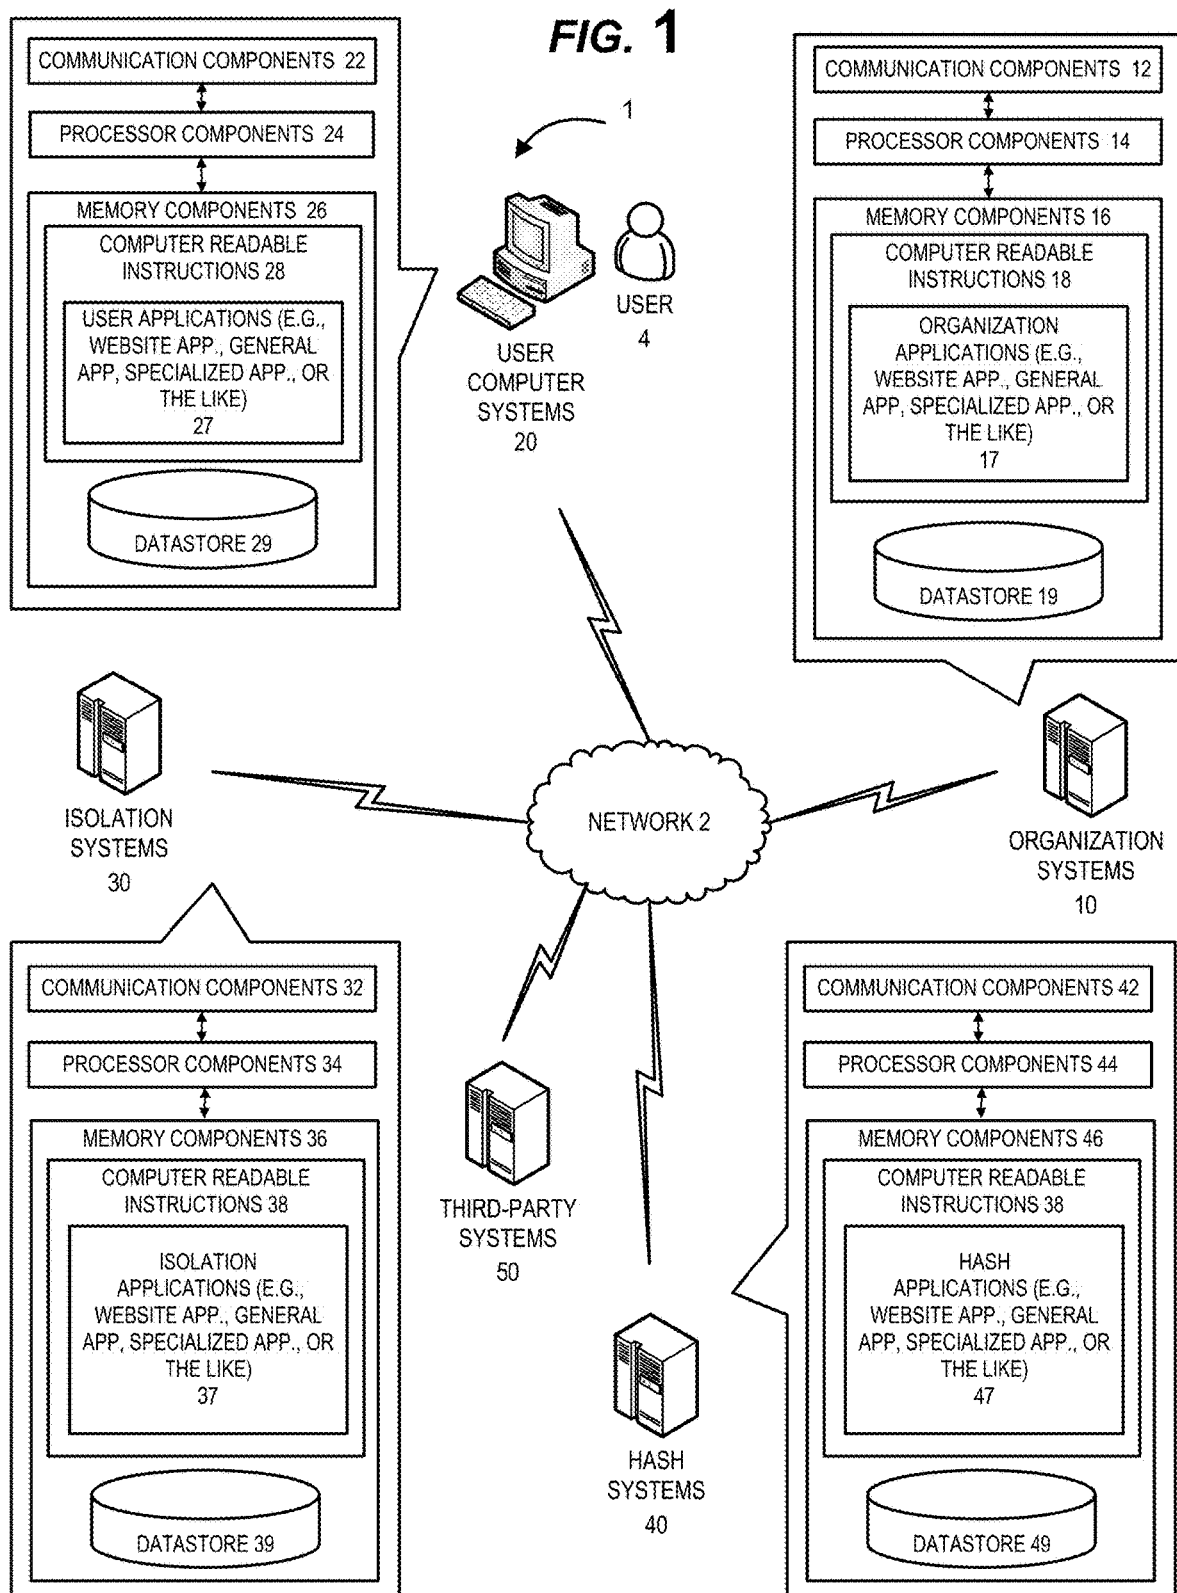 FIG. 1
COMMUNICATION COMPONENTS 22
PROCESSOR COMPONENTS 24
MEMORY COMPONENTS 26
COMPUTER READABLE
INSTRUCTIONS 28
USER APPLICATIONS (E.G.,
WEBSITE APP., GENERAL
APP, SPECIALIZED APP., OR
THE LIKE)
27
DATASTORE 29
1
USER
4
USER
COMPUTER
SYSTEMS
20
COMMUNICATION COMPONENTS 12
PROCESSOR COMPONENTS 14
MEMORY COMPONENTS 16
COMPUTER READABLE
INSTRUCTIONS 18
ORGANIZATION
APPLICATIONS (E.G.,
WEBSITE APP., GENERAL
APP, SPECIALIZED APP., OR
THE LIKE)
17
DATASTORE 19
ISOLATION
SYSTEMS
30
NETWORK 2
ORGANIZATION
SYSTEMS
10
COMMUNICATION COMPONENTS 32
PROCESSOR COMPONENTS 34
MEMORY COMPONENTS 36
COMPUTER READABLE
INSTRUCTIONS 38
ISOLATION
APPLICATIONS (E.G.,
WEBSITE APP., GENERAL
APP, SPECIALIZED APP., OR
THE LIKE)
37
DATASTORE 39
THIRD-PARTY
SYSTEMS
50
HASH
SYSTEMS
40
COMMUNICATION COMPONENTS 42
PROCESSOR COMPONENTS 44
MEMORY COMPONENTS 46
COMPUTER READABLE
INSTRUCTIONS 38
HASH
APPLICATIONS (E.G.,
WEBSITE APP., GENERAL
APP, SPECIALIZED APP., OR
THE LIKE)
47
DATASTORE 49